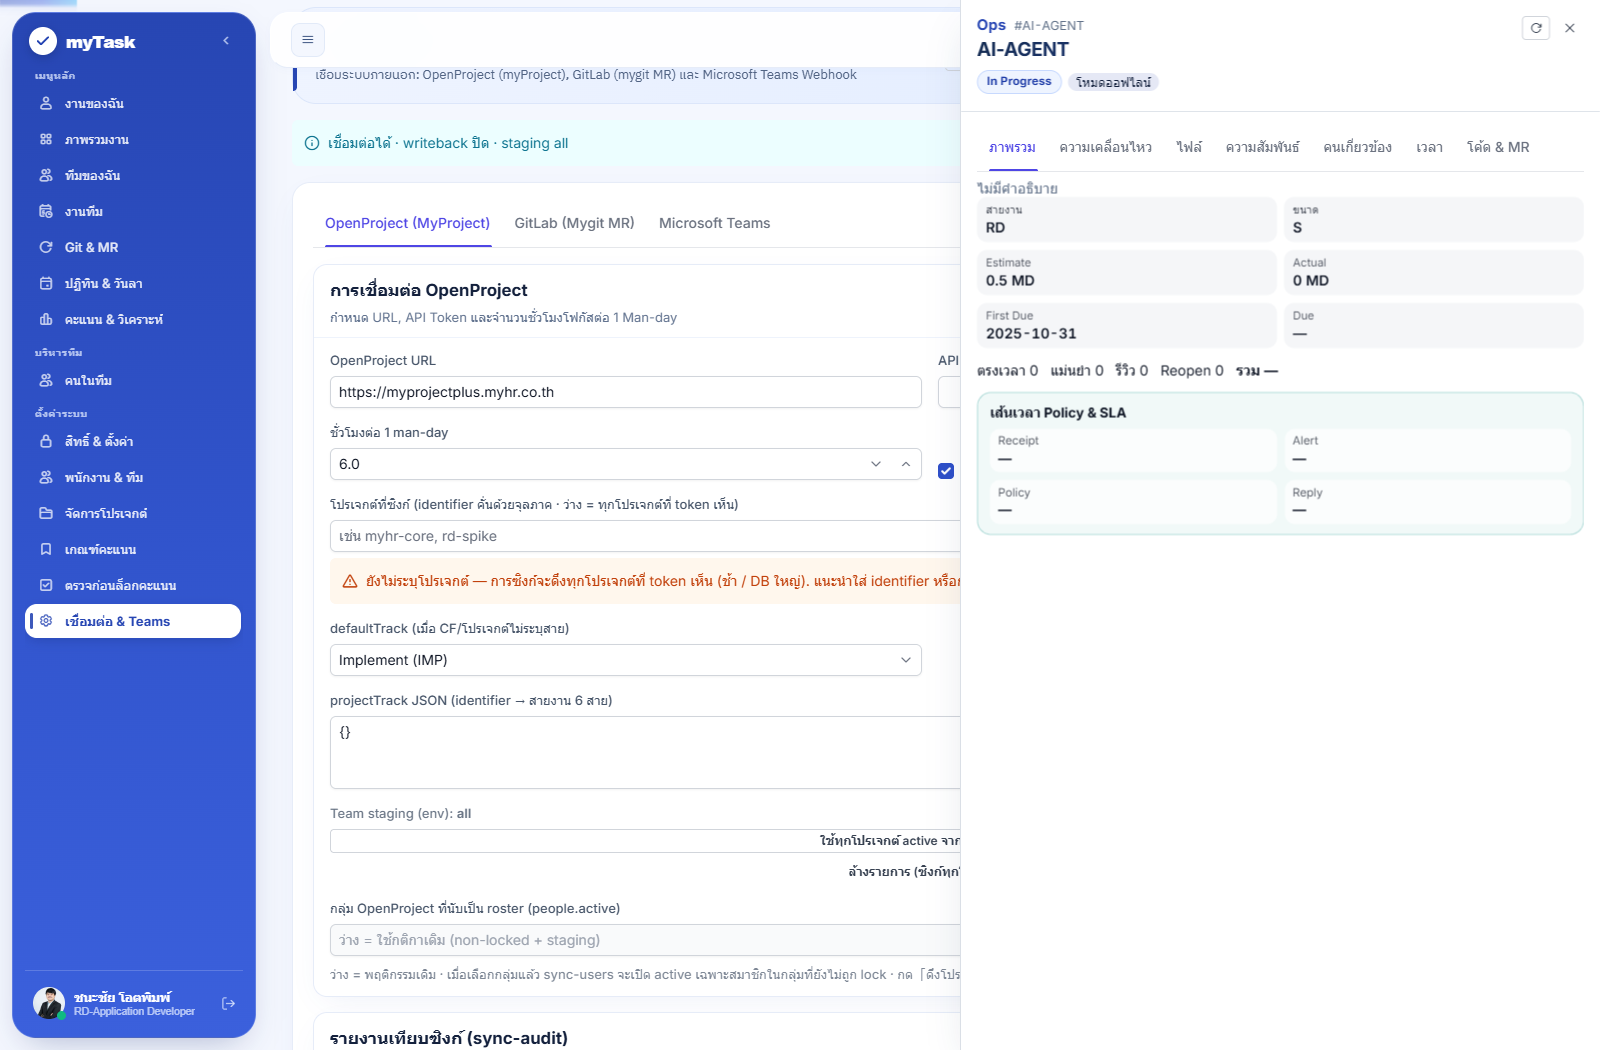 myTask
เมนูหลัก
งานของฉัน
ภาพรวมงาน
ทีมของฉัน
งานทีม
Git & MR
ปฏิทิน & วันลา
คะแนน & วิเคราะห์
บริหารทีม
คนในทีม
ตั้งค่าระบบ
สิทธิ์ & ตั้งค่า
พนักงาน & ทีม
จัดการโปรเจกต์
เกณฑ์คะแนน
ตรวจก่อนล็อกคะแนน
เชื่อมต่อ & Teams
ชนะชัย โอดพิมพ์
RD-Application Developer
เชื่อมระบบภายนอก: OpenProject (myProject), GitLab (mygit MR) และ Microsoft Teams Webhook
เชื่อมต่อได้ · writeback ปิด · staging all
OpenProject (MyProject) GitLab (Mygit MR) Microsoft Teams
การเชื่อมต่อ OpenProject
กำหนด URL, API Token และจำนวนชั่วโมงโฟกัสต่อ 1 Man-day
OpenProject URL
API
https://myprojectplus.myhr.co.th
ชั่วโมงต่อ 1 man-day
6.0
โปรเจกต์ที่ซิงก์ (identifier คั่นด้วยจุลภาค · ว่าง = ทุกโปรเจกต์ที่ token เห็น)
เช่น myhr-core, rd-spike
ยังไม่ระบุโปรเจกต์ — การซิงก์จะดึงทุกโปรเจกต์ที่ token เห็น (ช้า / DB ใหญ่). แนะนำใส่ identifier หรือก
defaultTrack (เมื่อ CF/โปรเจกต์ไม่ระบุสาย)
Implement (IMP)
projectTrack JSON (identifier → สายงาน 6 สาย)
{}
Team staging (env): all
ใช้ทุกโปรเจกต์ active จาก
ล้างรายการ (ซิงก์ทุก
กลุ่ม OpenProject ที่นับเป็น roster (people.active)
ว่าง = ใช้กติกาเดิม (non-locked + staging)
ว่าง = พฤติกรรมเดิม · เมื่อเลือกกลุ่มแล้ว sync-users จะเปิด active เฉพาะสมาชิกในกลุ่มที่ยังไม่ถูก lock · กด「ดึงโปร
รายงานเทียบซิงก์ (sync-audit)
Ops #AI-AGENT
AI-AGENT
In Progress โหมดออฟไลน์
ภาพรวม ความเคลื่อนไหว ไฟล์ ความสัมพันธ์ คนเกี่ยวข้อง เวลา โค้ด & MR
ไม่มีคำอธิบาย
สายงาน
RD
ขนาด
S
Estimate
0.5 MD
Actual
0 MD
First Due
2025-10-31
Due
—
ตรงเวลา 0 แม่นยำ 0 รีวิว 0 Reopen 0 รวม —
เส้นเวลา Policy & SLA
Receipt
—
Alert
—
Policy
—
Reply
—